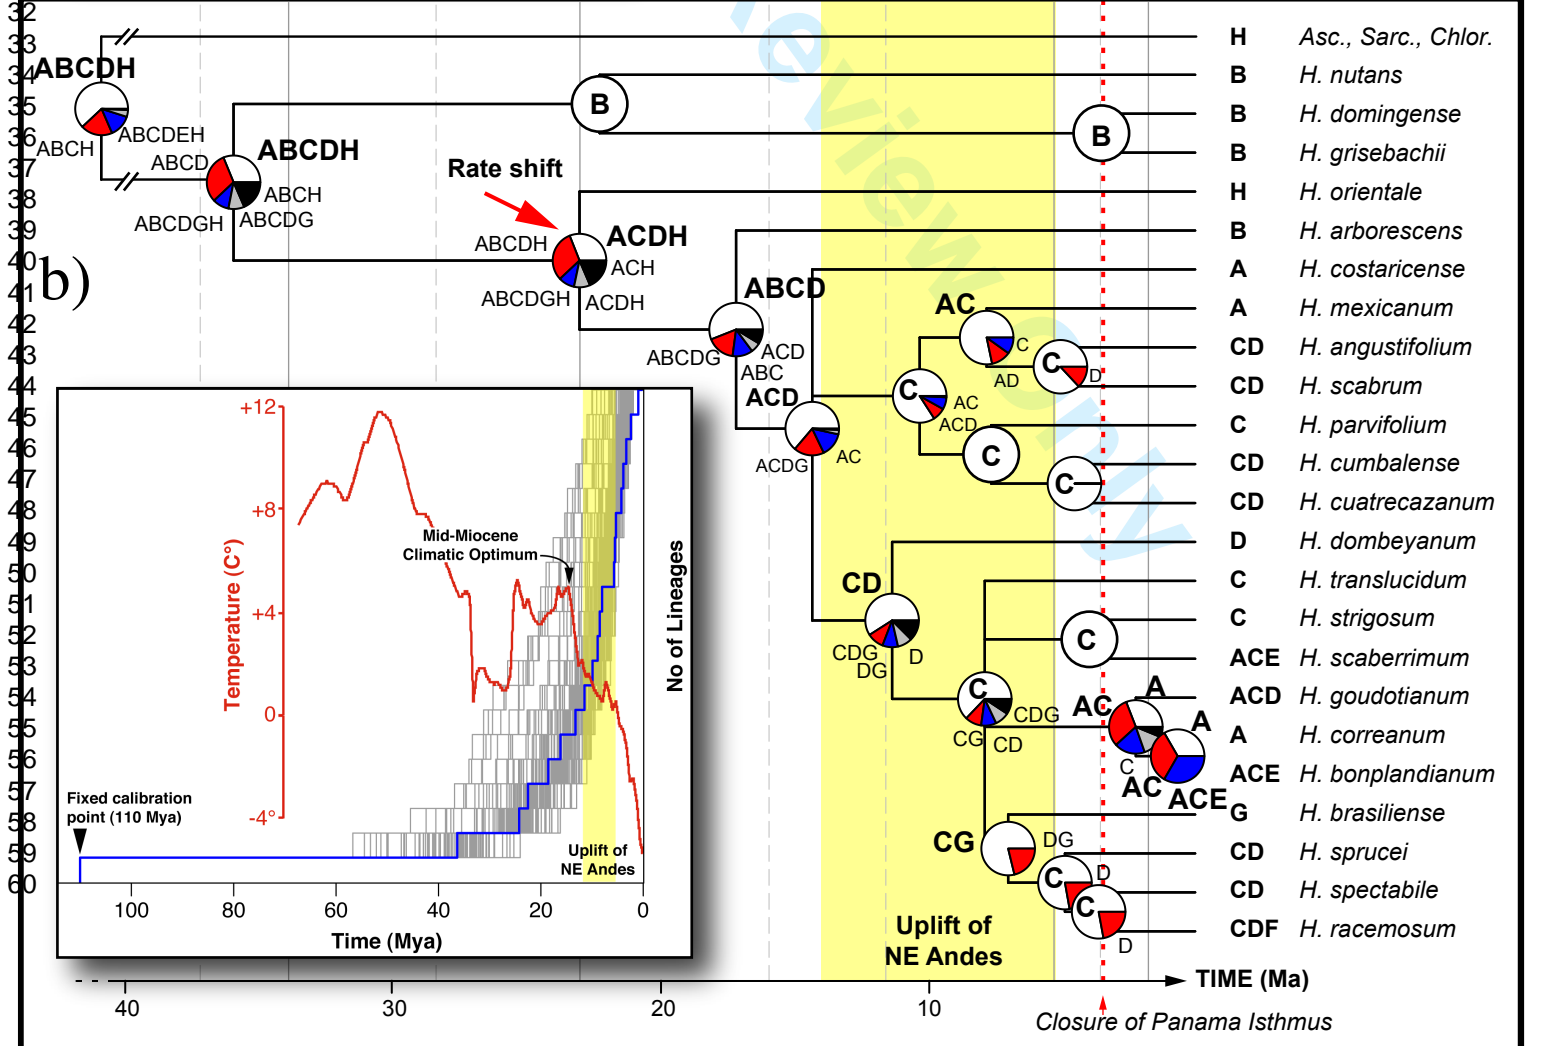 32
33
34
35
36
37
38
39
40
41
42
43
44
45
46
47
48
49
50
51
52
53
54
55
56
57
58
59
60
b)
Review Only
H Asc., Sarc., Chlor.
B H. nutans
B H. domingense
B H. grisebachii
H H. orientale
B H. arborescens
A H. costaricense
A H. mexicanum
CD H. angustifolium
CD H. scabrum
C H. parvifolium
CD H. cumbalense
CD H. cuatrecazanum
D H. dombeyanum
C H. translucidum
C H. strigosum
ACE H. scaberrimum
ACD H. goudotianum
A H. correanum
ACE H. bonplandianum
G H. brasiliense
CD H. sprucei
CD H. spectabile
CDF H. racemosum
ABCDH
ABCH
ABCDEH
ABCDH
ABCD
ABCH
ABCDGH
ABCDG
B
B
Rate shift
ACDH
ABCDH
ACH
ABCDGH
ACDH
ABCD
ABCDG
ACD
ABC
ACD
ACDG
AC
AC
C
AD
C
D
C
AC
ACD
C
C
CD
CDG
DG
D
C
C
CDG
CG
CD
AC
A
C
A
AC
ACE
CG
DG
C
D
C
D
Uplift of
NE Andes
+12
+8
+4
0
-4°
Temperature (C°)
Mid-Miocene
Climatic Optimum
No of Lineages
Fixed calibration
point (110 Mya)
Uplift of
NE Andes
100 80 60 40 20 0
Time (Mya)
TIME (Ma)
40 30 20 10
Closure of Panama Isthmus